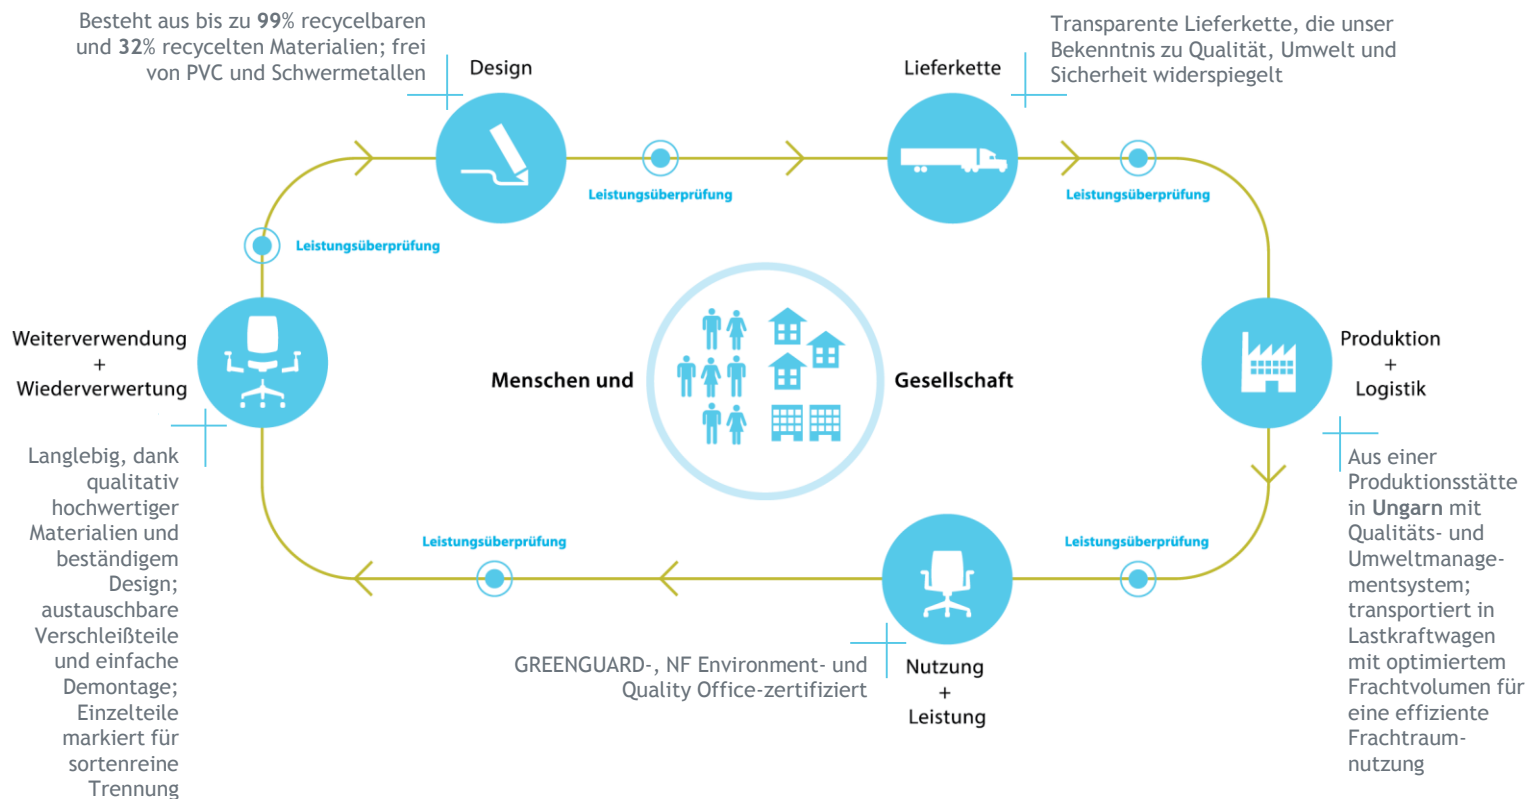 Besteht aus bis zu 99% recycelbaren
und 32% recycelten Materialien; frei
von PVC und Schwermetallen
Design
Lieferkette
Transparente Lieferkette, die unser
Bekenntnis zu Qualität, Umwelt und
Sicherheit widerspiegelt
Leistungsüberprüfung
Leistungsüberprüfung
Leistungsüberprüfung
Weiterverwendung
+
Wiederverwertung
Menschen und
Gesellschaft
Produktion
+
Logistik
Langlebig, dank
qualitativ
hochwertiger
Materialien und
beständigem
Design;
austauschbare
Verschleißteile
und einfache
Demontage;
Einzelteile
markiert für
sortenreine
Trennung
Aus einer
Produktionsstätte
in Ungarn mit
Qualitäts- und
Umweltmanage-
mentsystem;
transportiert in
Lastkraftwagen
mit optimiertem
Frachtvolumen für
eine effiziente
Frachtraum-
nutzung
Leistungsüberprüfung
Leistungsüberprüfung
GREENGUARD-, NF Environment- und
Quality Office-zertifiziert
Nutzung
+
Leistung